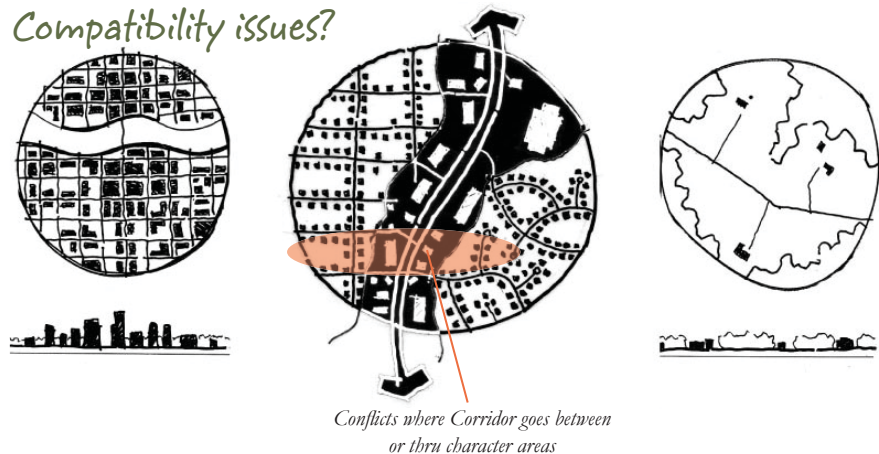 Compatibility issues?
Conflicts where Corridor goes between
or thru character areas